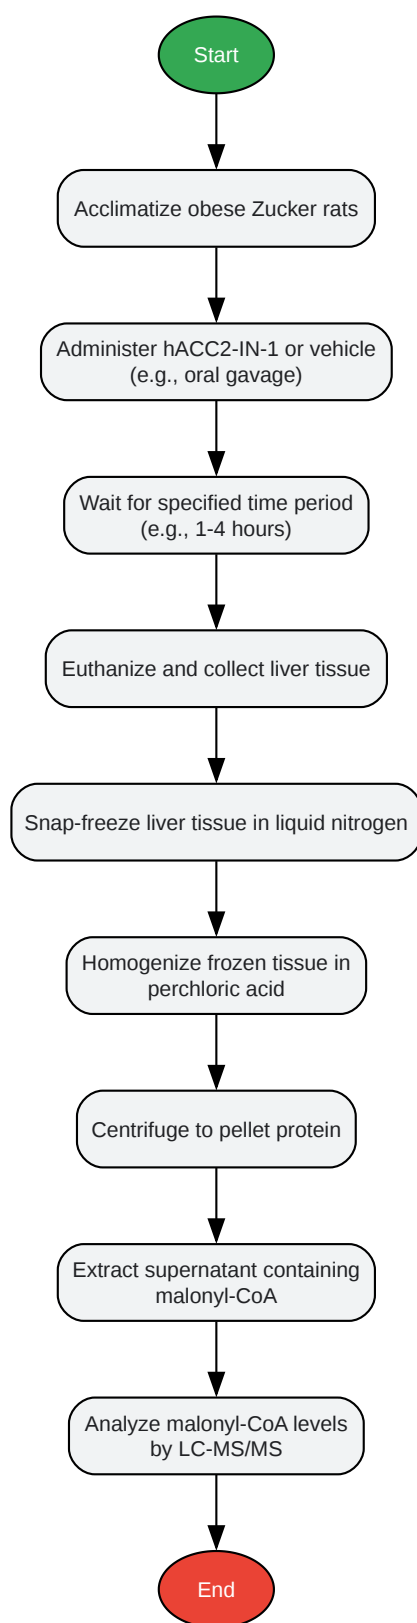 Start
Acclimatize obese Zucker rats
Administer hACC2-IN-1 or vehicle
(e.g., oral gavage)
Wait for specified time period
(e.g., 1-4 hours)
Euthanize and collect liver tissue
Snap-freeze liver tissue in liquid nitrogen
Homogenize frozen tissue in
perchloric acid
Centrifuge to pellet protein
Extract supernatant containing
malonyl-CoA
Analyze malonyl-CoA levels
by LC-MS/MS
End